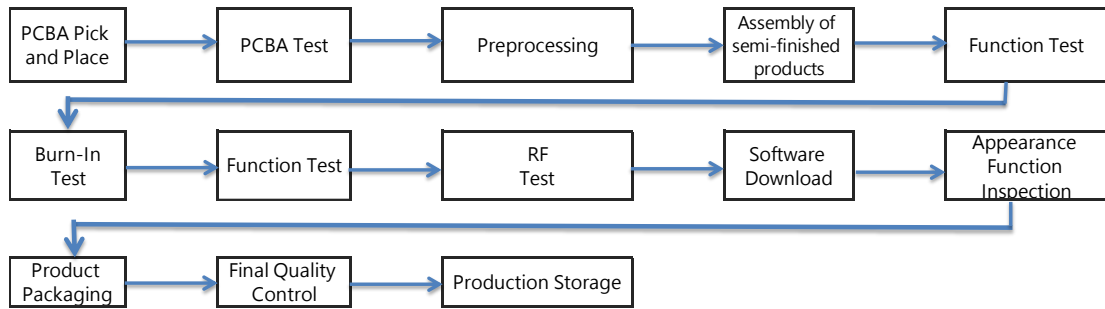 PCBA Pick
and Place
PCBA Test
Preprocessing
Assembly of
semi-finished
products
Function Test
Burn-In
Test
Function Test
RF
Test
Software
Download
Appearance
Function
Inspection
Product
Packaging
Final Quality
Control
Production Storage